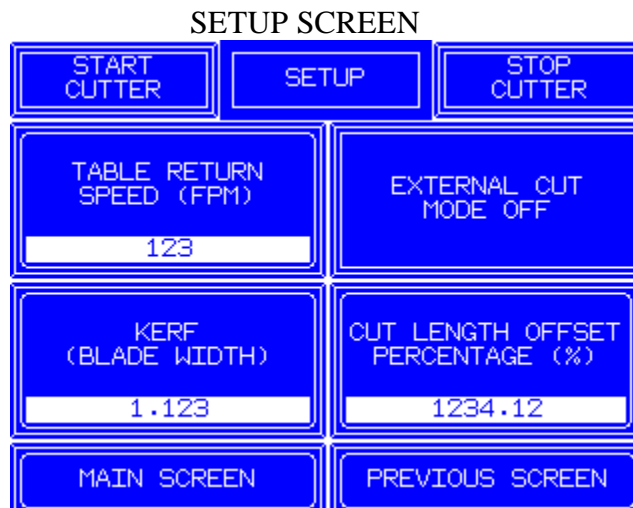 SETUP SCREEN
START
CUTTER
SETUP
STOP
CUTTER
TABLE RETURN
SPEED (FPM)
123
EXTERNAL CUT
MODE OFF
KERF
(BLADE WIDTH)
1.123
CUT LENGTH OFFSET
PERCENTAGE (%)
1234.12
MAIN SCREEN
PREVIOUS SCREEN